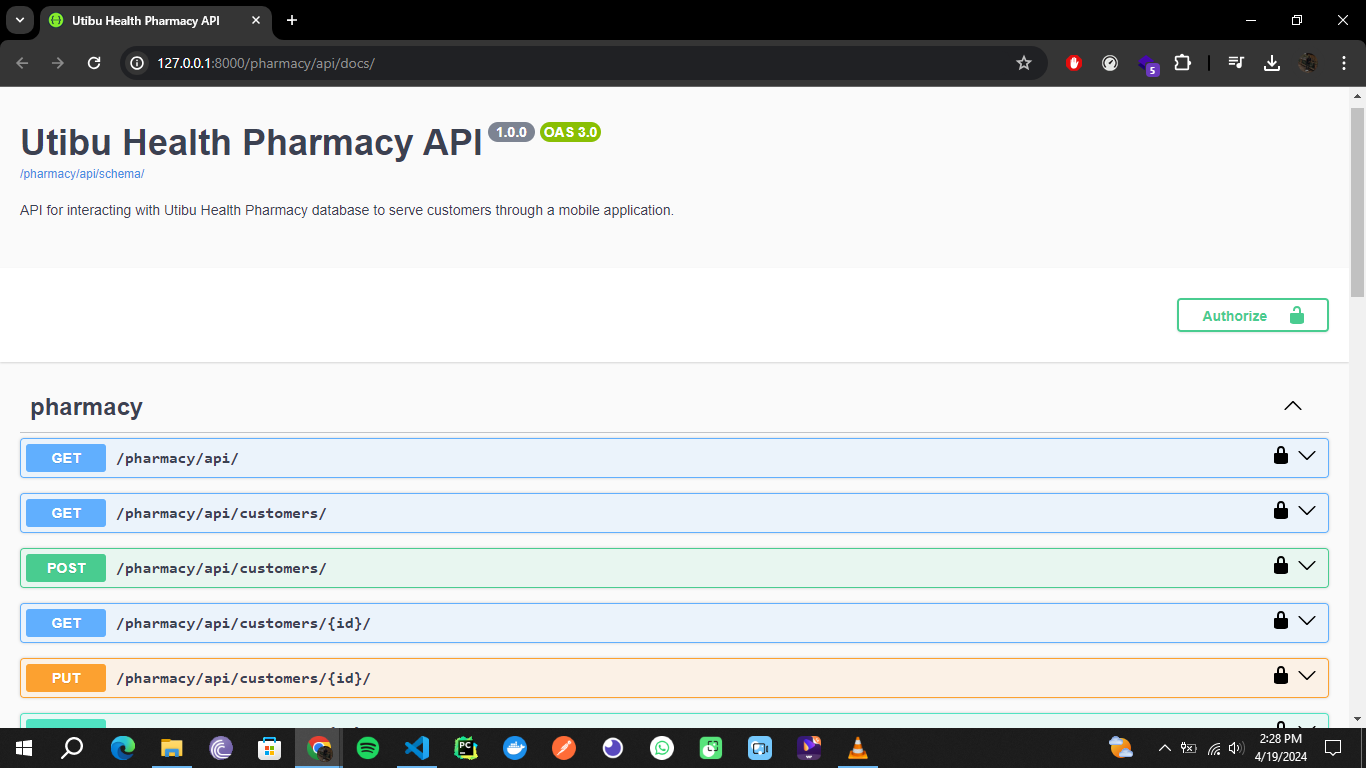 Utibu Health Pharmacy API
127.0.0.1:8000/pharmacy/api/docs/
5
Utibu Health Pharmacy API 1.0.0 OAS 3.0
/pharmacy/api/schema/
API for interacting with Utibu Health Pharmacy database to serve customers through a mobile application.
Authorize
pharmacy
GET /pharmacy/api/
GET /pharmacy/api/customers/
POST /pharmacy/api/customers/
GET /pharmacy/api/customers/{id}/
PUT /pharmacy/api/customers/{id}/
PC
2:28 PM
4/19/2024